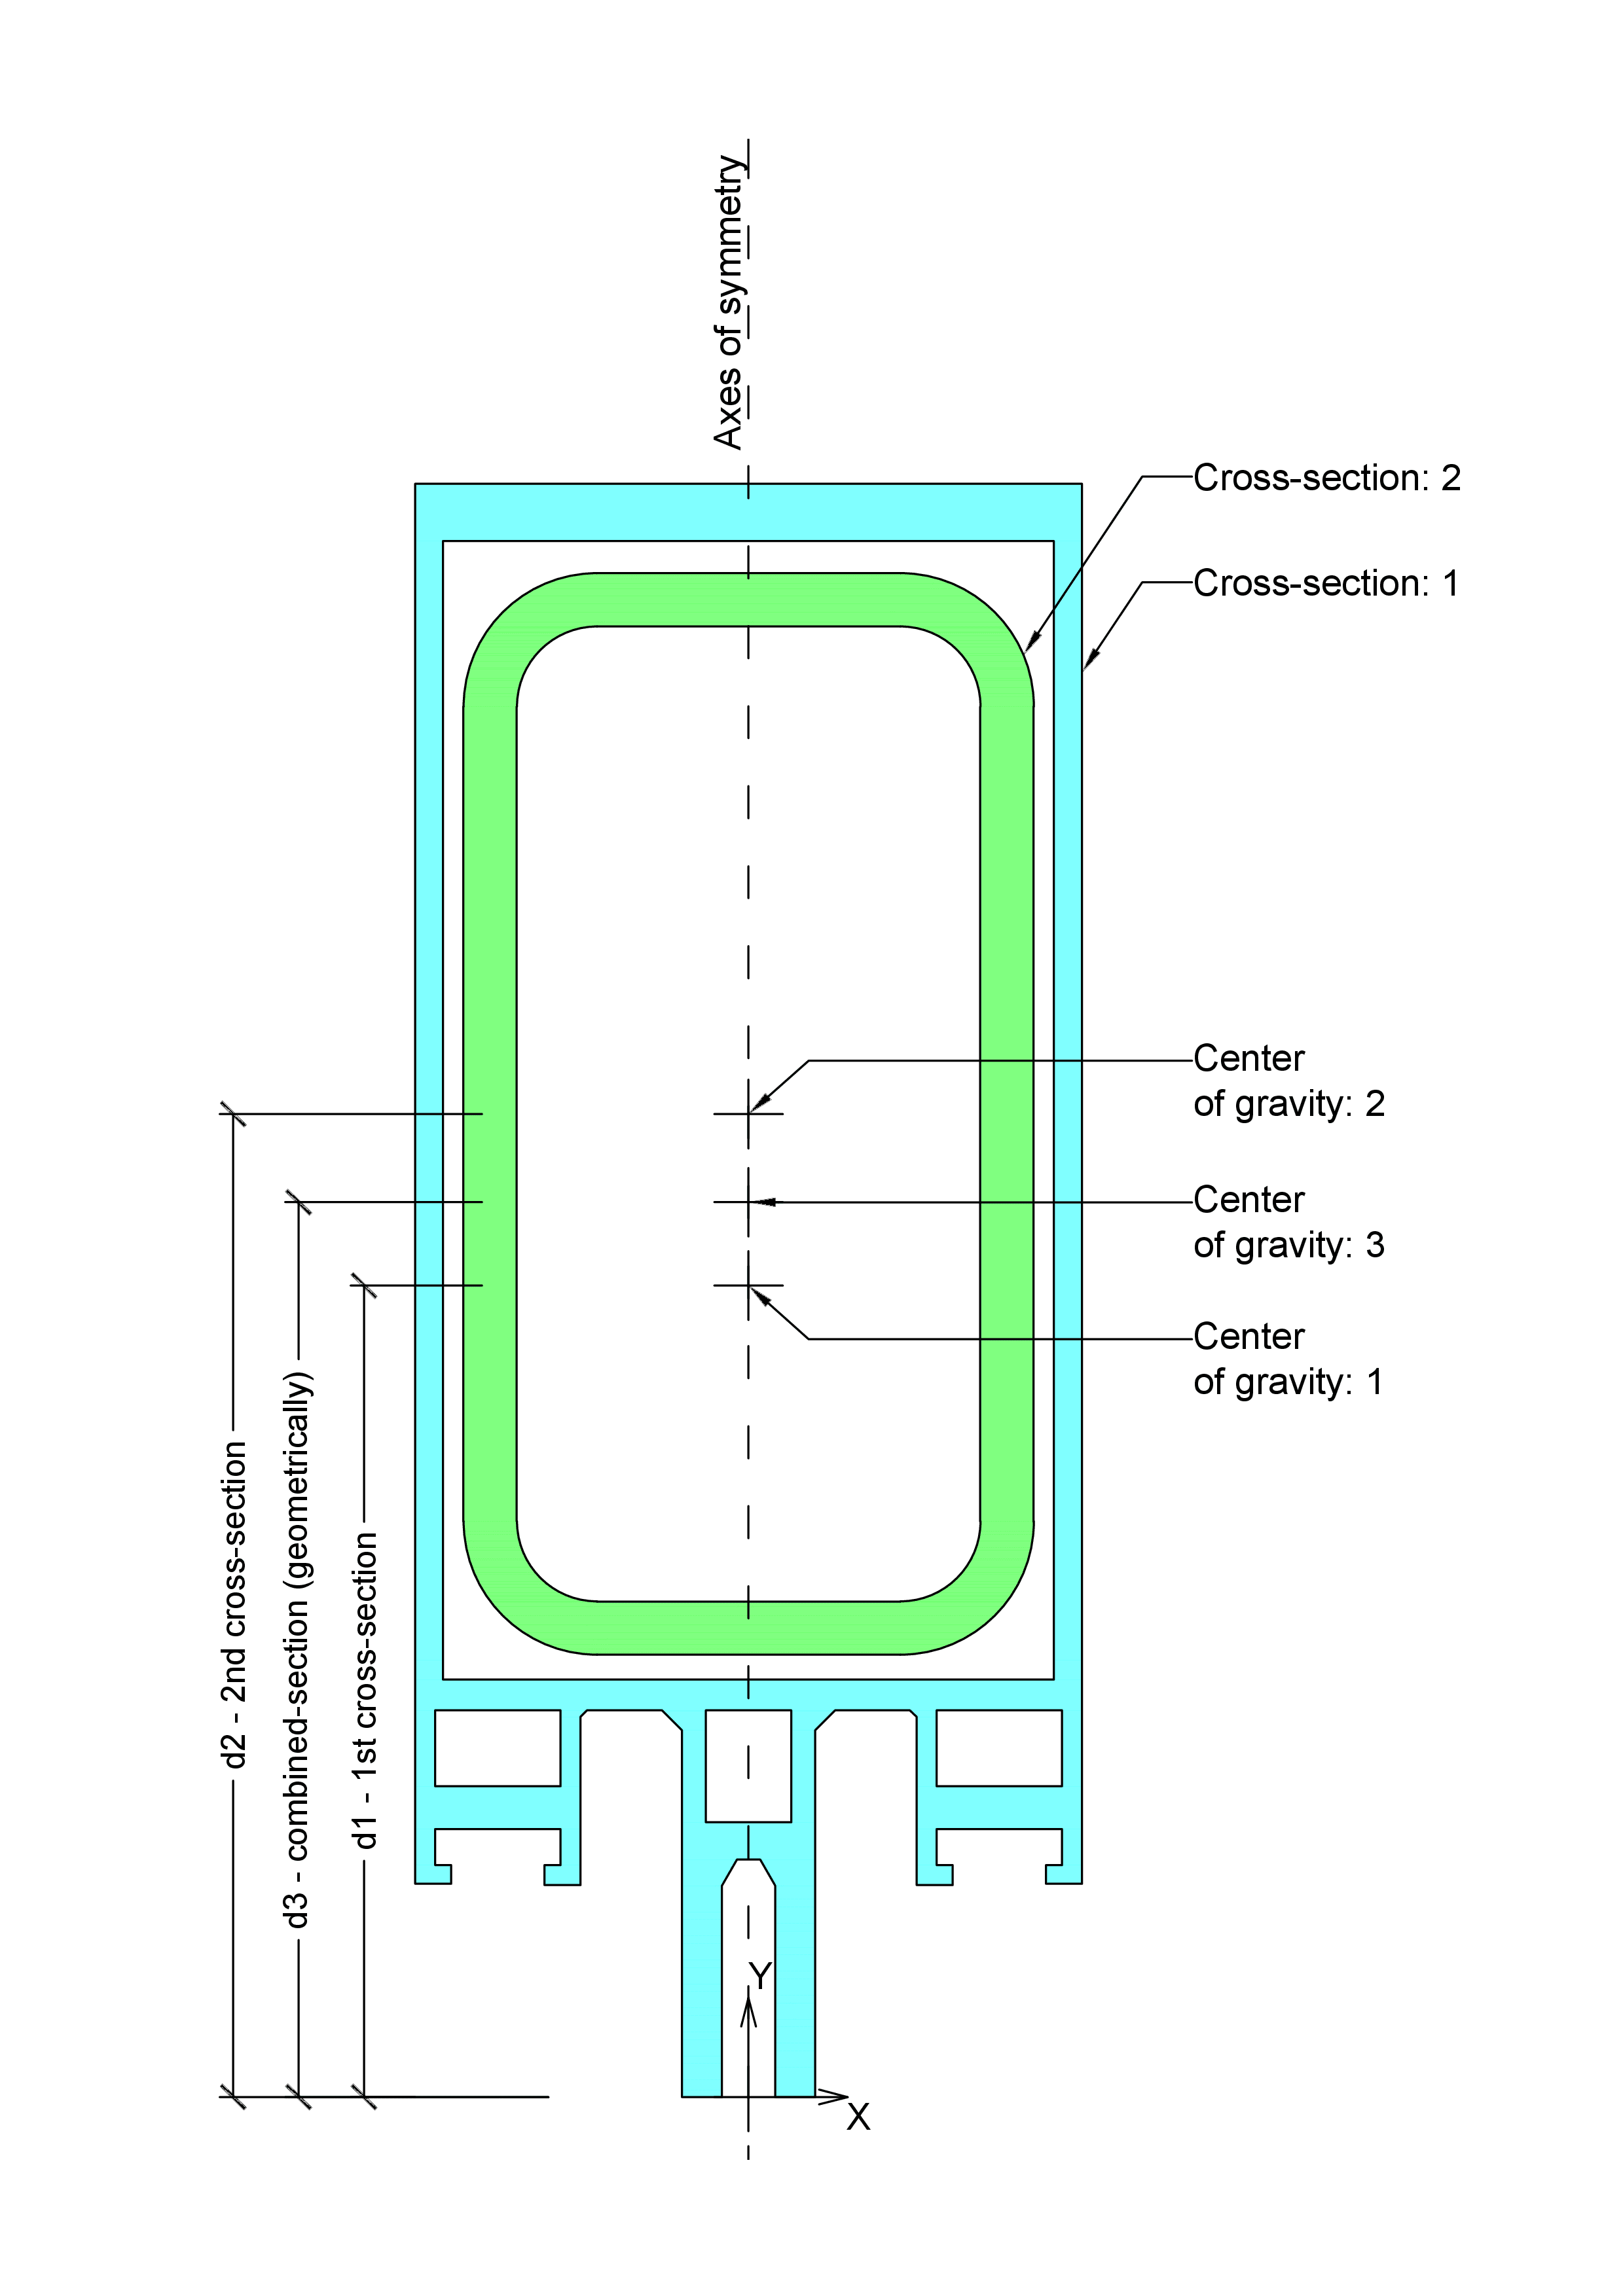 Axes of symmetry
Cross-section: 2
Cross-section: 1
Center
of gravity: 2
Center
of gravity: 3
Center
of gravity: 1
d2 - 2nd cross-section
d3 - combined-section (geometrically)
d1 - 1st cross-section
Y
X